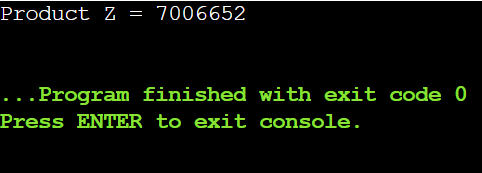 Product Z = 7006652
...Program finished with exit code 0
Press ENTER to exit console.